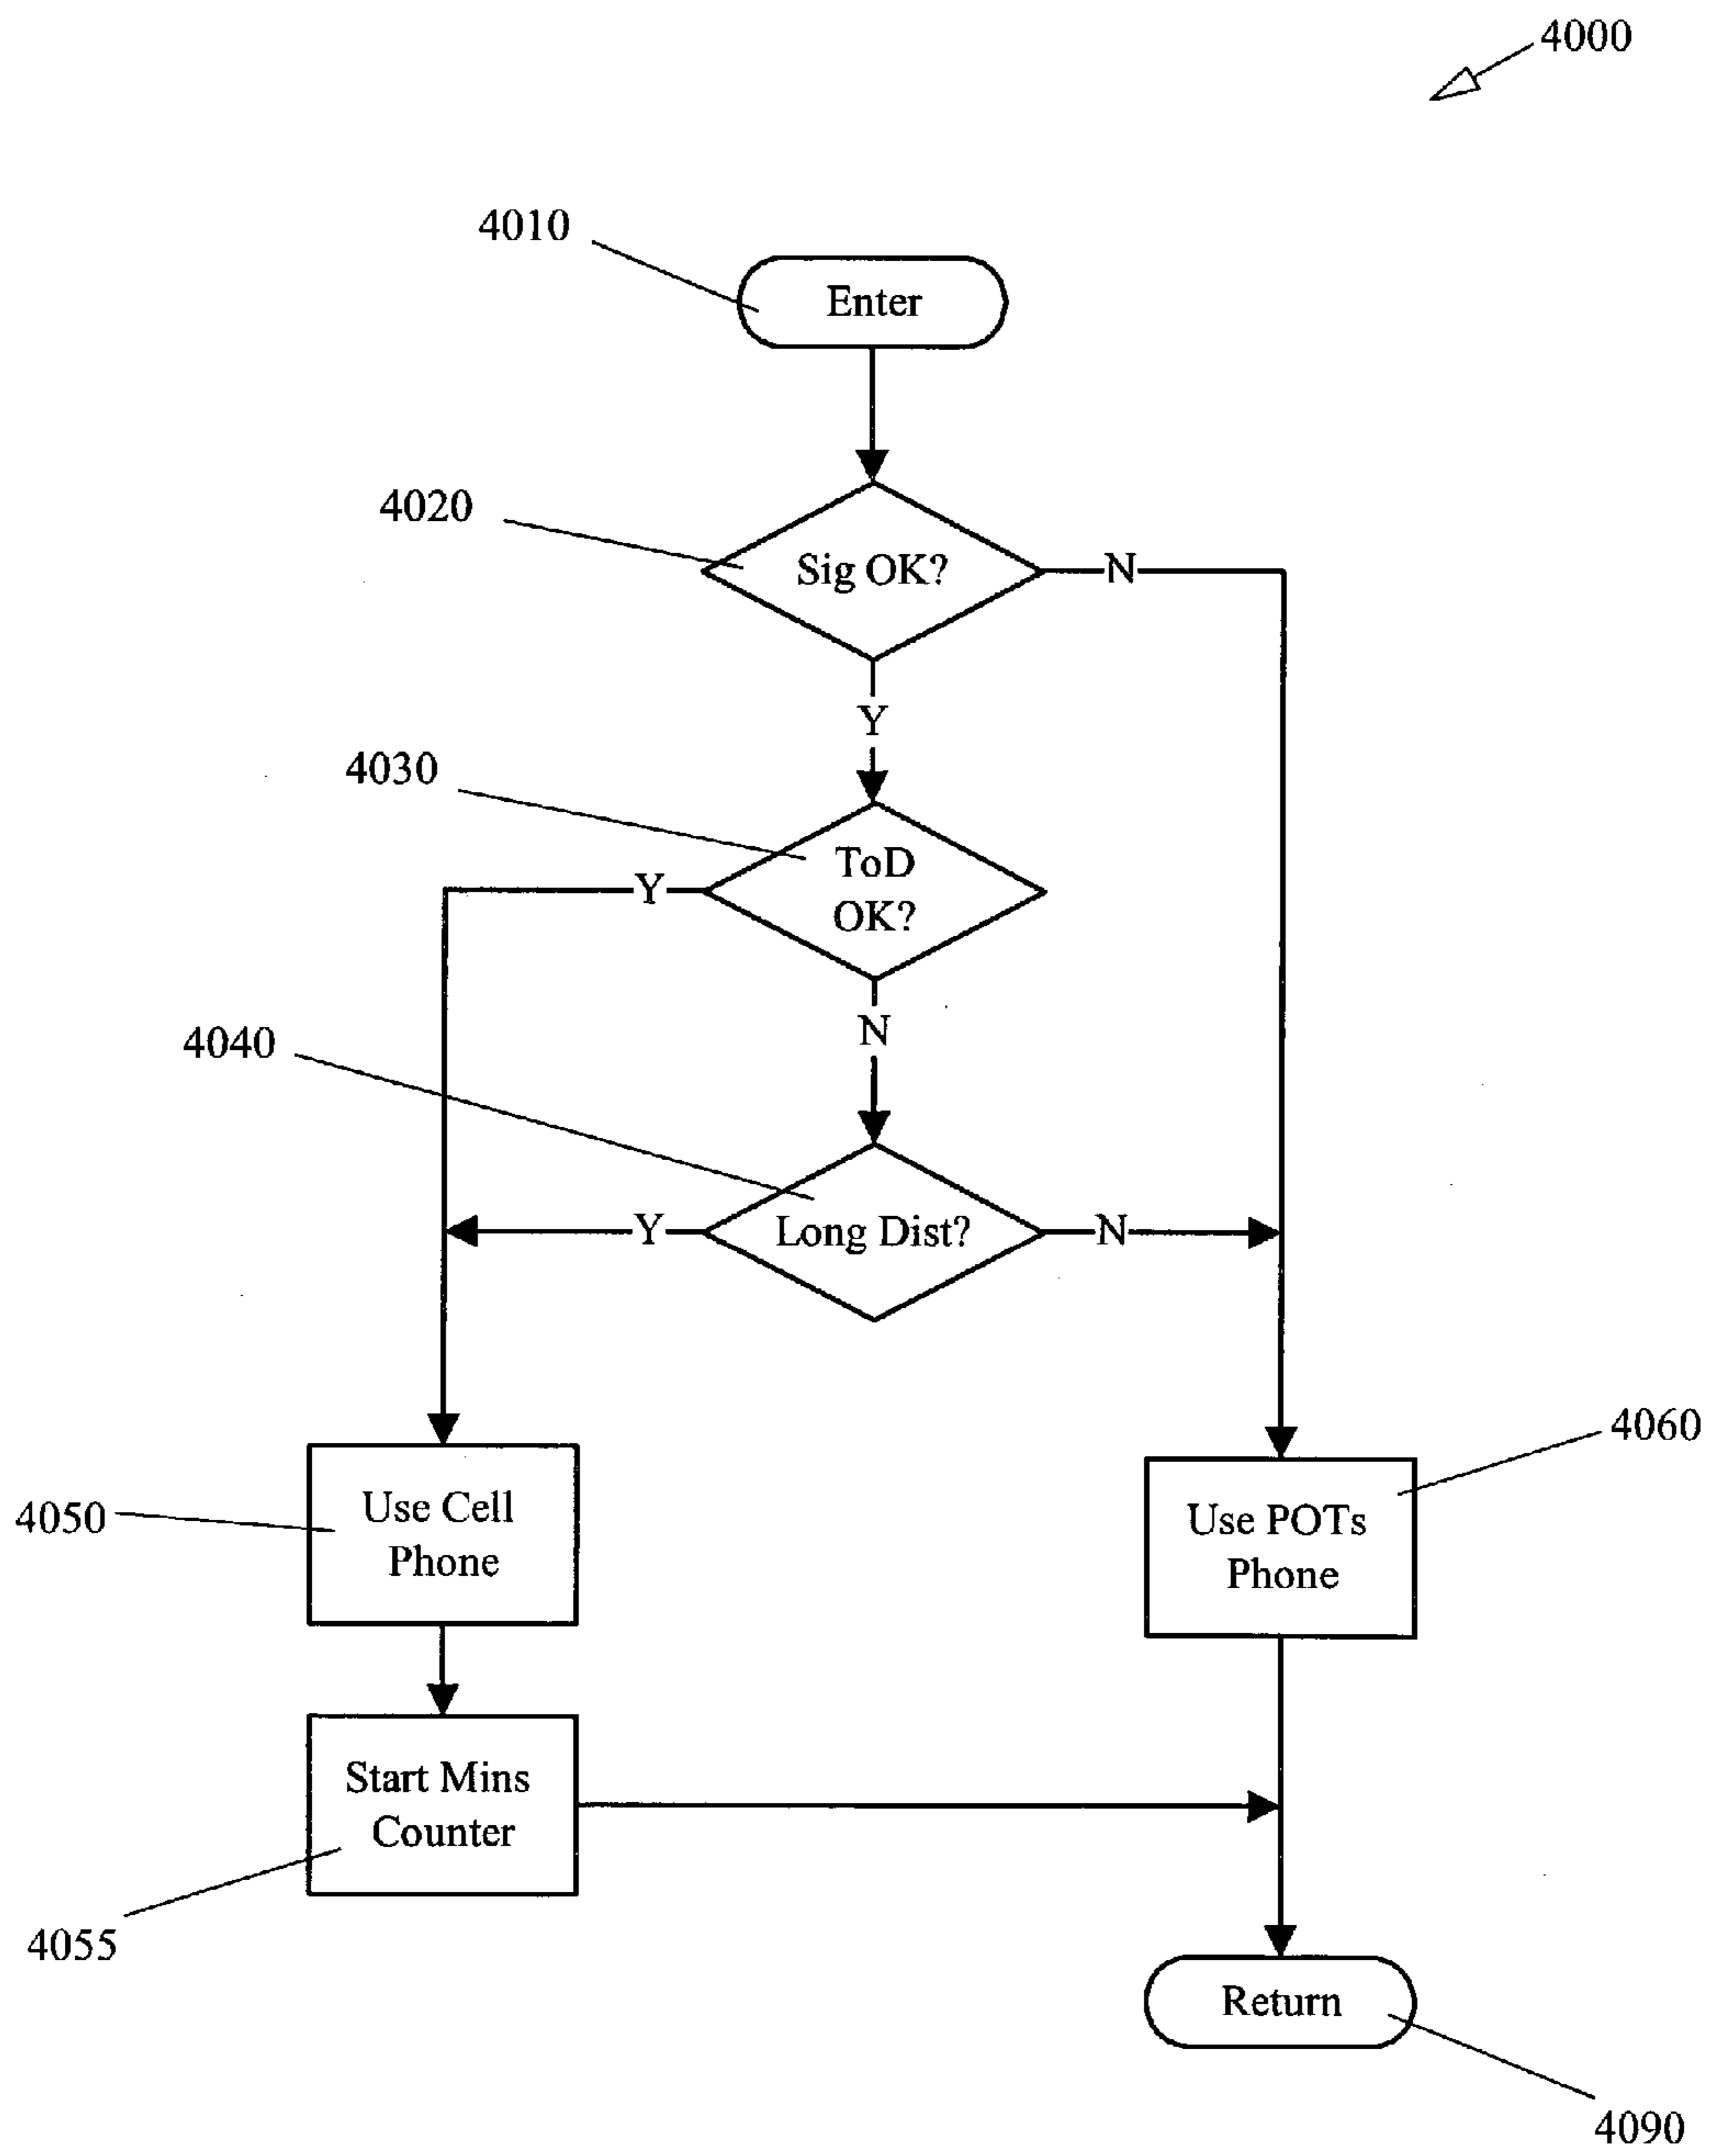 4000
4010
Enter
4020
Sig OK?
N
Y
4030
ToD
OK?
Y
N
4040
Long Dist?
Y
N
4050
Use Cell
Phone
4060
Use POTs
Phone
Start Mins
Counter
4055
Return
4090